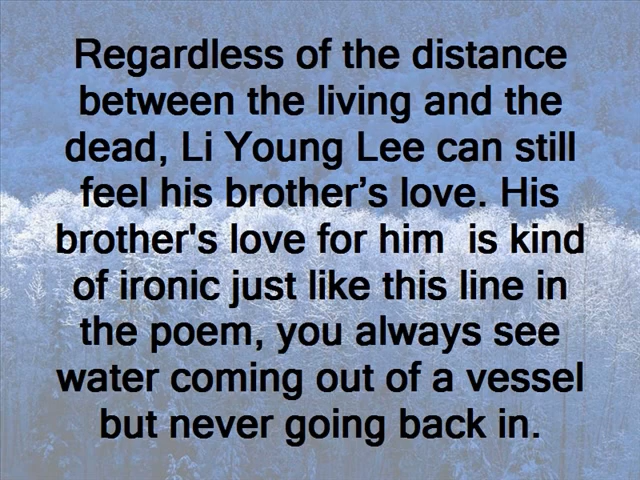 Regardless of the distance
between the living and the
dead, Li Young Lee can still
feel his brother’s love. His
brother's love for him  is kind
of ironic just like this line in
the poem, you always see
water coming out of a vessel
but never going back in.